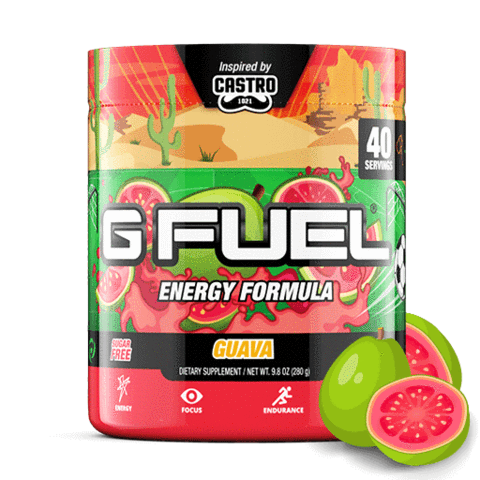 Inspired by
CASTRO
1021
40
SERVINGS
G FUEL®
ENERGY FORMULA
SUGAR
FREE
GUAVA
DIETARY SUPPLEMENT / NET WT. 9.8 OZ (280 g)
ENERGY
FOCUS
ENDURANCE